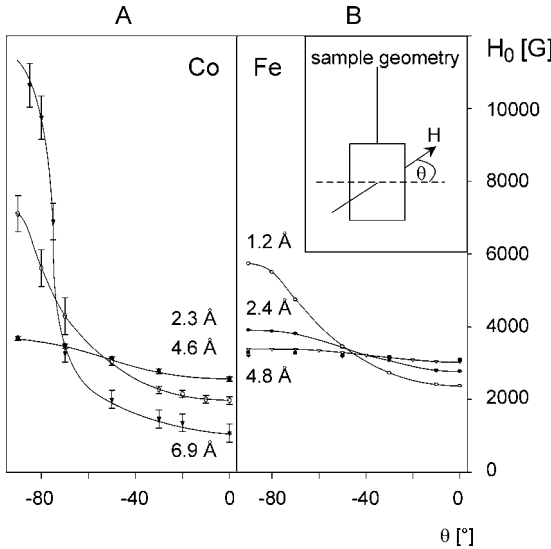 A
B
Co
Fe
H₀ [G]
sample geometry
H
θ
10000
8000
6000
4000
2000
0
2.3 Å
4.6 Å
6.9 Å
1.2 Å
2.4 Å
4.8 Å
-80
-40
0
-80
-40
0
θ [°]